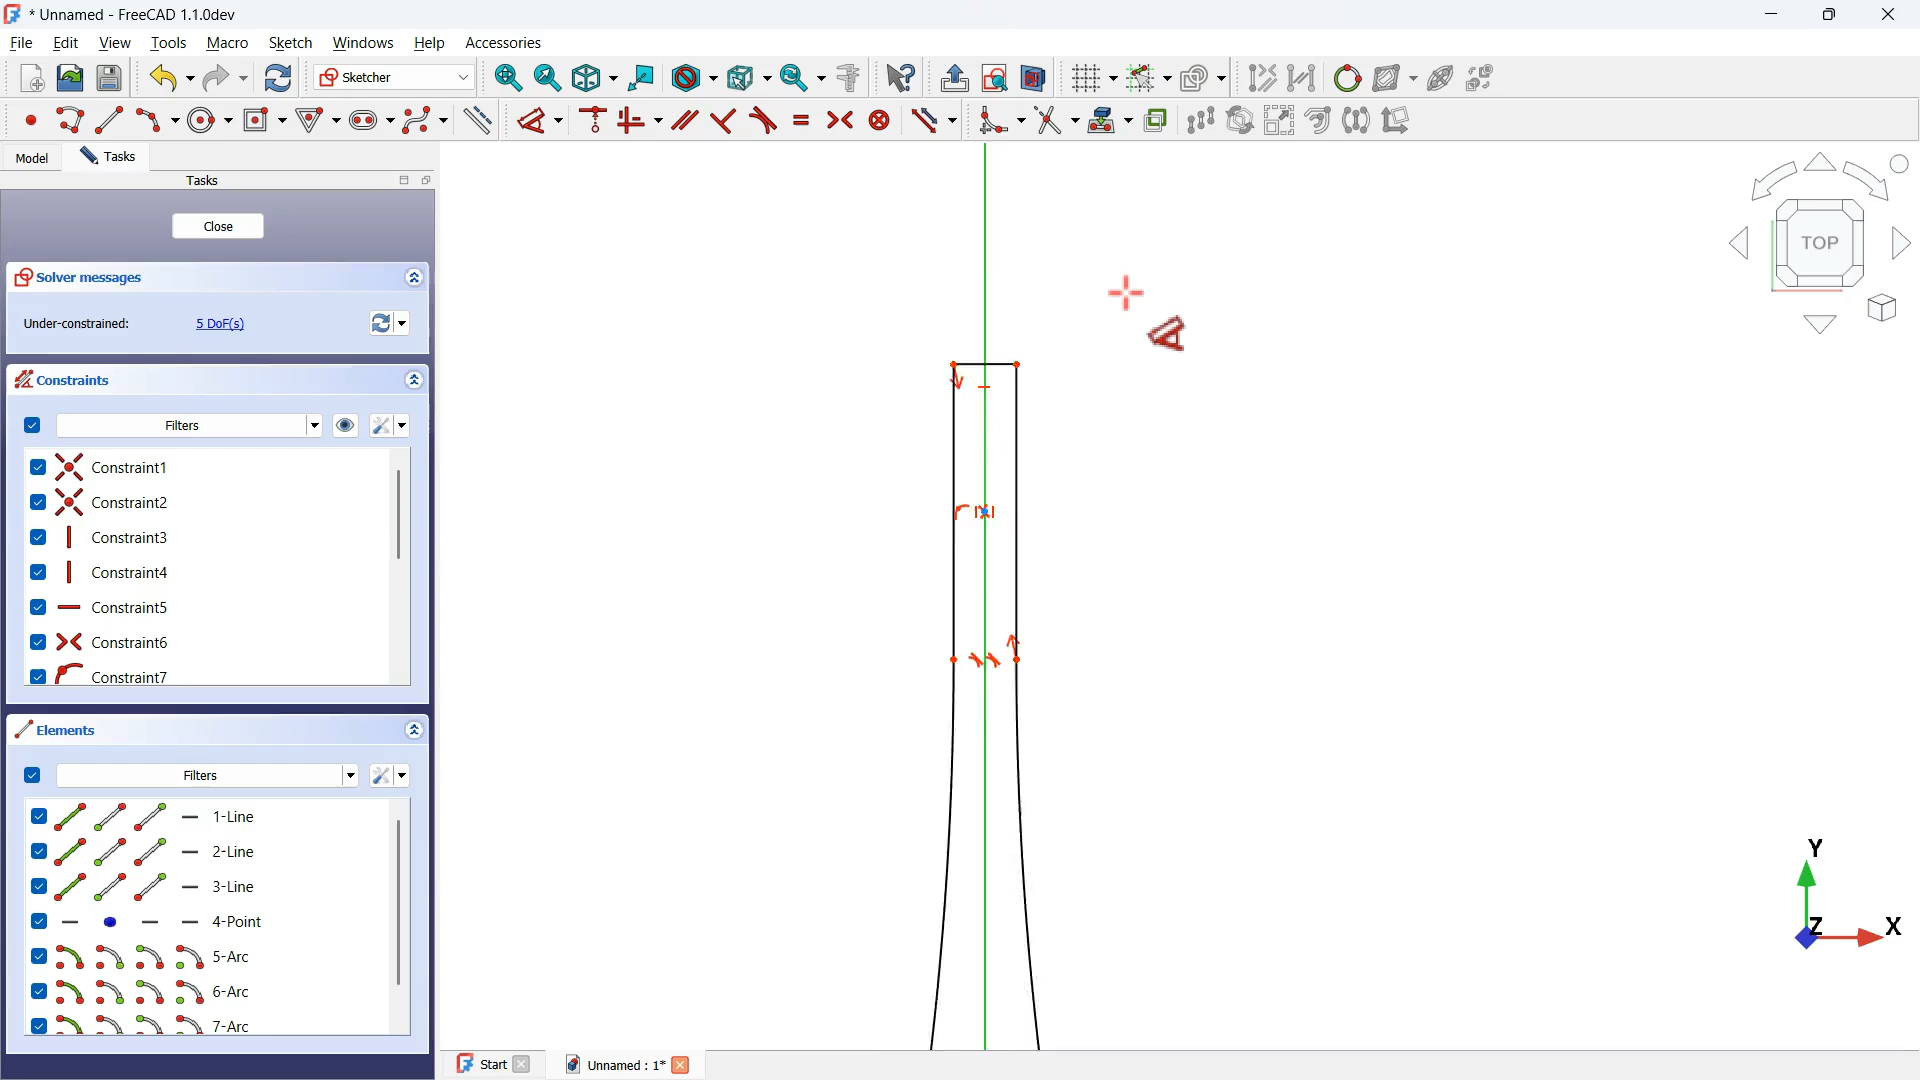 * Unnamed - FreeCAD 1.1.0dev
File Edit View Tools Macro Sketch Windows Help Accessories
Sketcher
Model Tasks
Tasks
Close
Solver messages
Under-constrained: 5 DoF(s)
Constraints
Filters
Constraint1
Constraint2
Constraint3
Constraint4
Constraint5
Constraint6
Constraint7
Elements
Filters
1-Line
2-Line
3-Line
4-Point
5-Arc
6-Arc
7-Arc
TOP
Y
Z X
Start Unnamed : 1*